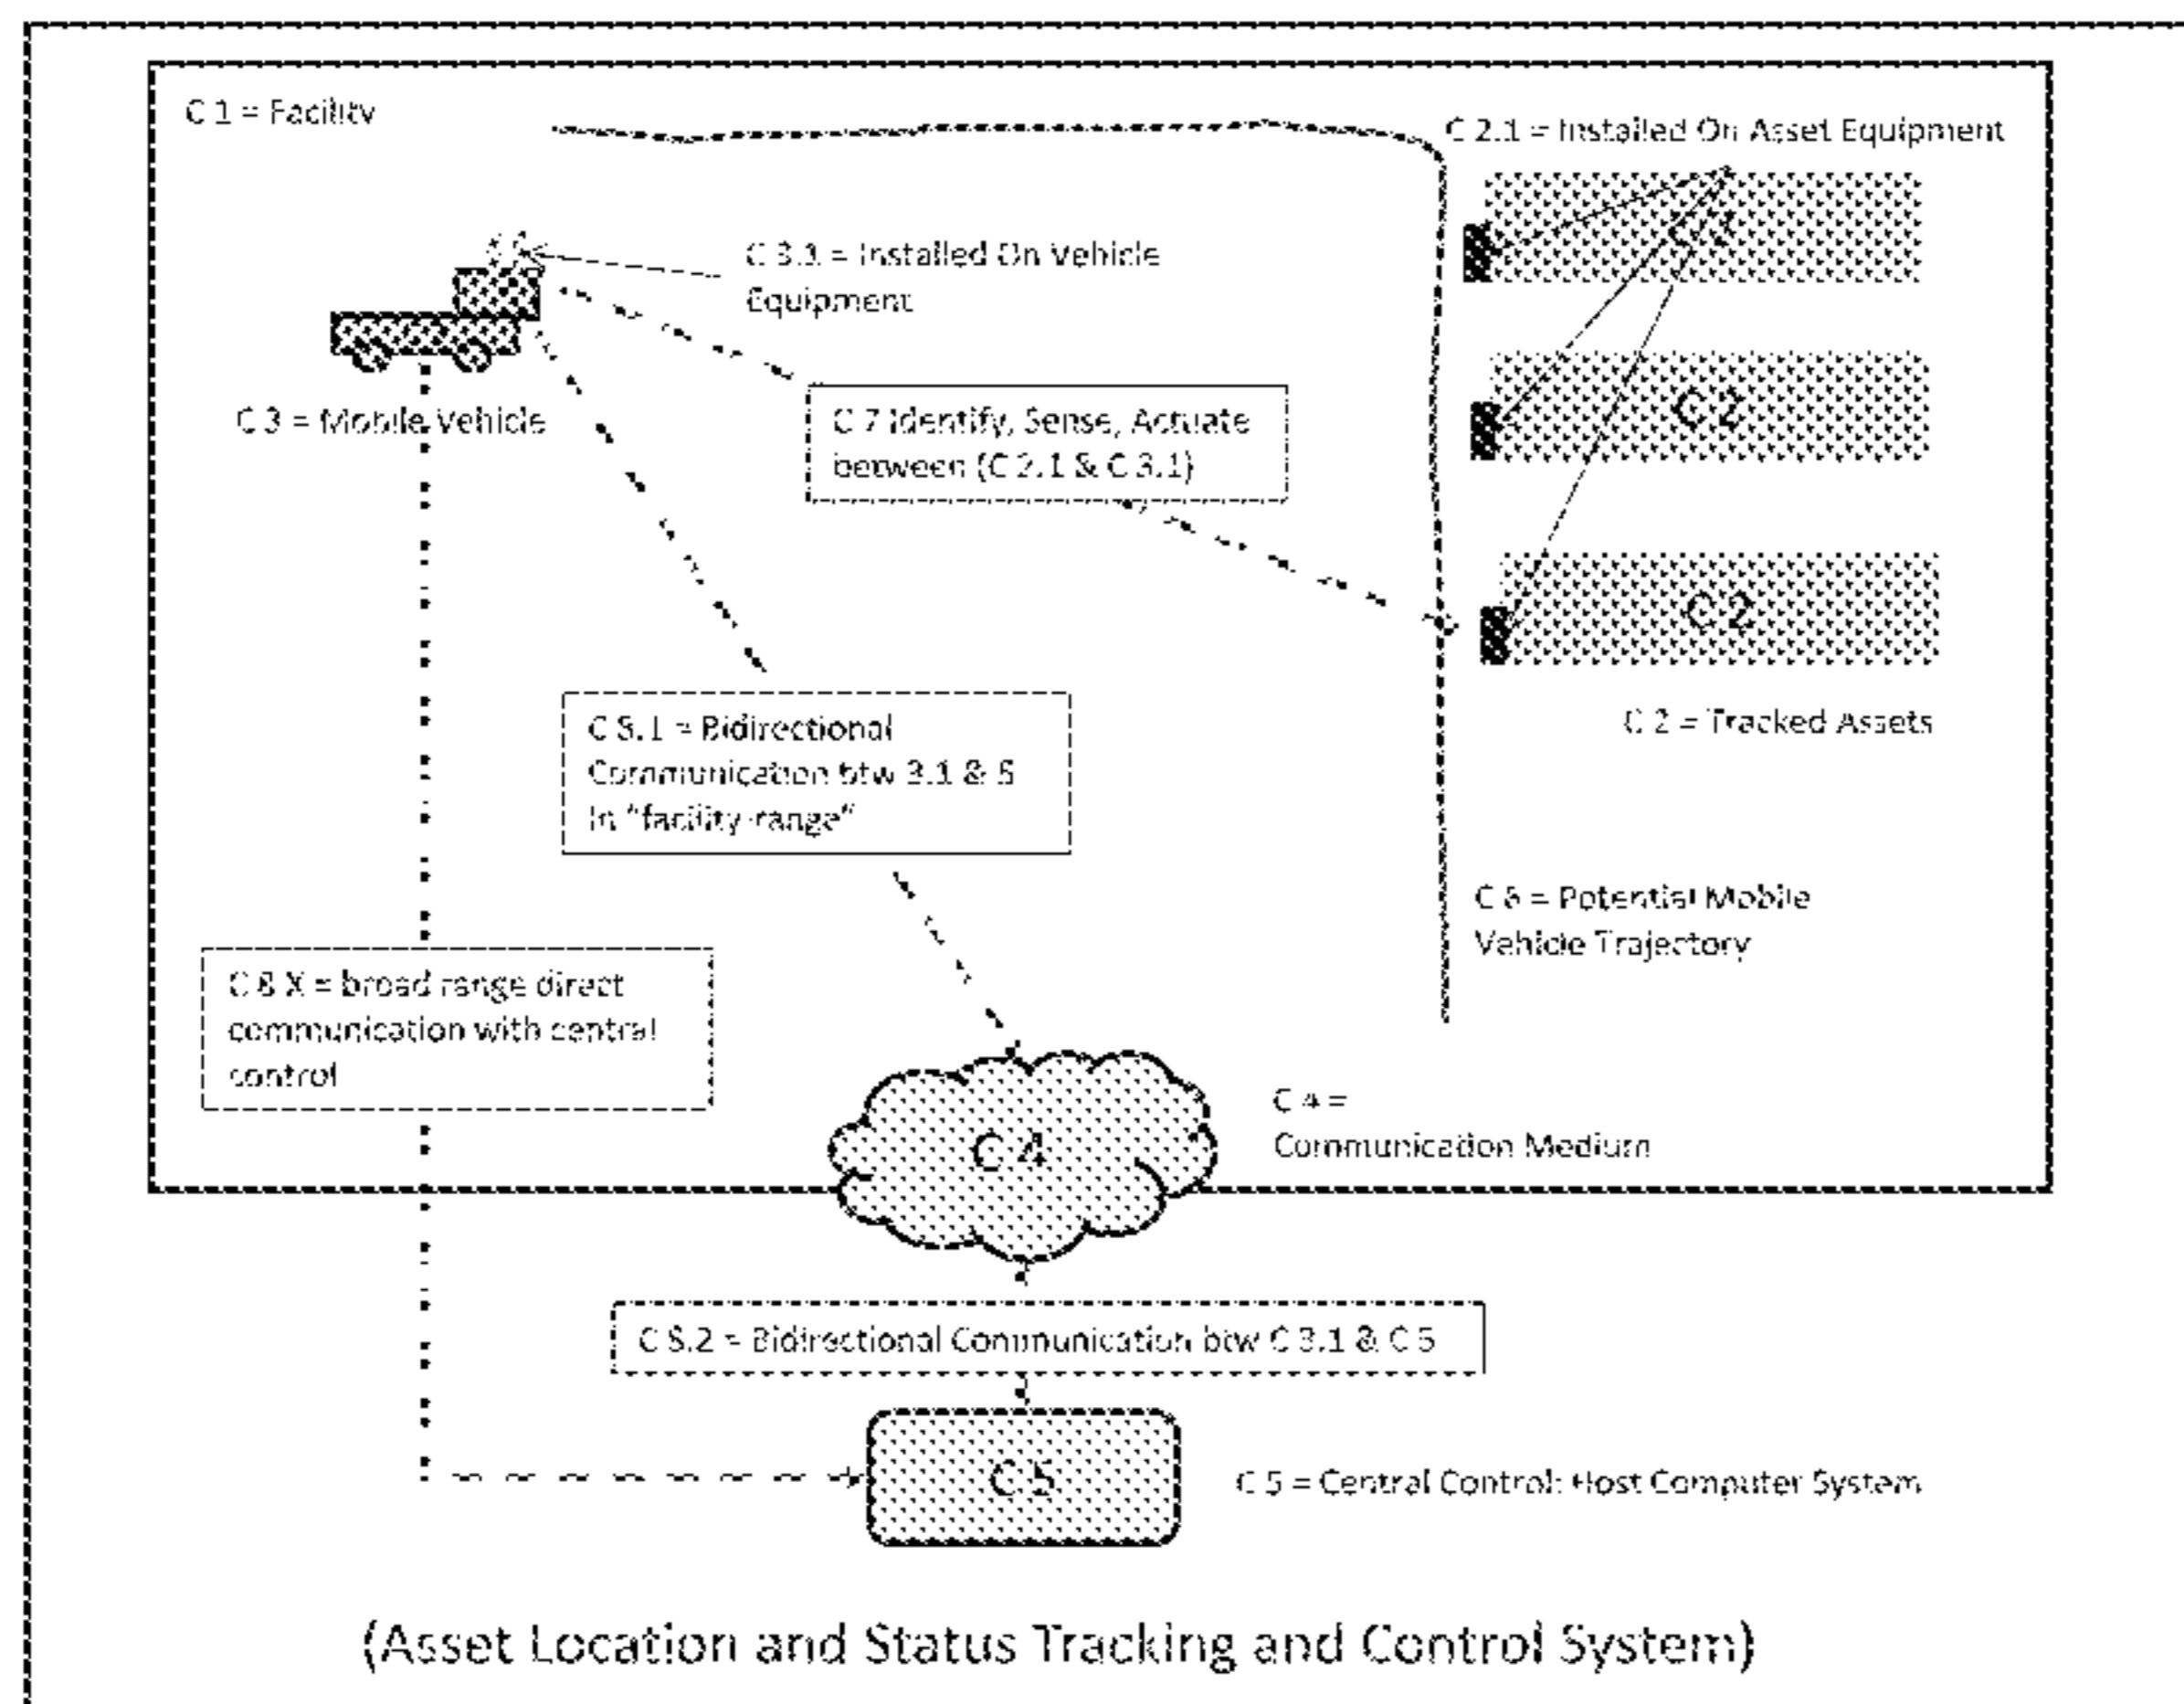 C 1 = Facility
C 2.1 = Installed On Asset Equipment
C 3.1 = Installed On Vehicle
Equipment
C 3 = Mobile Vehicle
C 7 Identify, Sense, Actuate
between (C 2.1 & C 3.1)
C 2
C 2
C 2 = Tracked Assets
C 8.1 = Bidirectional
Communication btw 3.1 & 5
In "facility-range"
C 6 = Potential Mobile
Vehicle Trajectory
C 8 X = broad range direct
communication with central
control
C 4
C 4 =
Communication Medium
C 8.2 = Bidirectional Communication btw C 3.1 & C 5
C 5
C 5 = Central Control: Host Computer System
(Asset Location and Status Tracking and Control System)